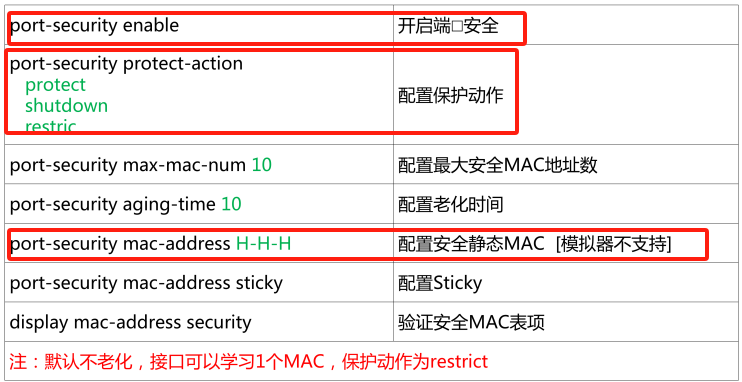 port-security enable 开启端□安全
port-security protect-action 配置保护动作
protect
shutdown
restric
port-security max-mac-num 10 配置最大安全MAC地址数
port-security aging-time 10 配置老化时间
port-security mac-address H-H-H 配置安全静态MAC [模拟器不支持]
port-security mac-address sticky 配置Sticky
display mac-address security 验证安全MAC表项
注：默认不老化，接口可以学习1个MAC，保护动作为restrict